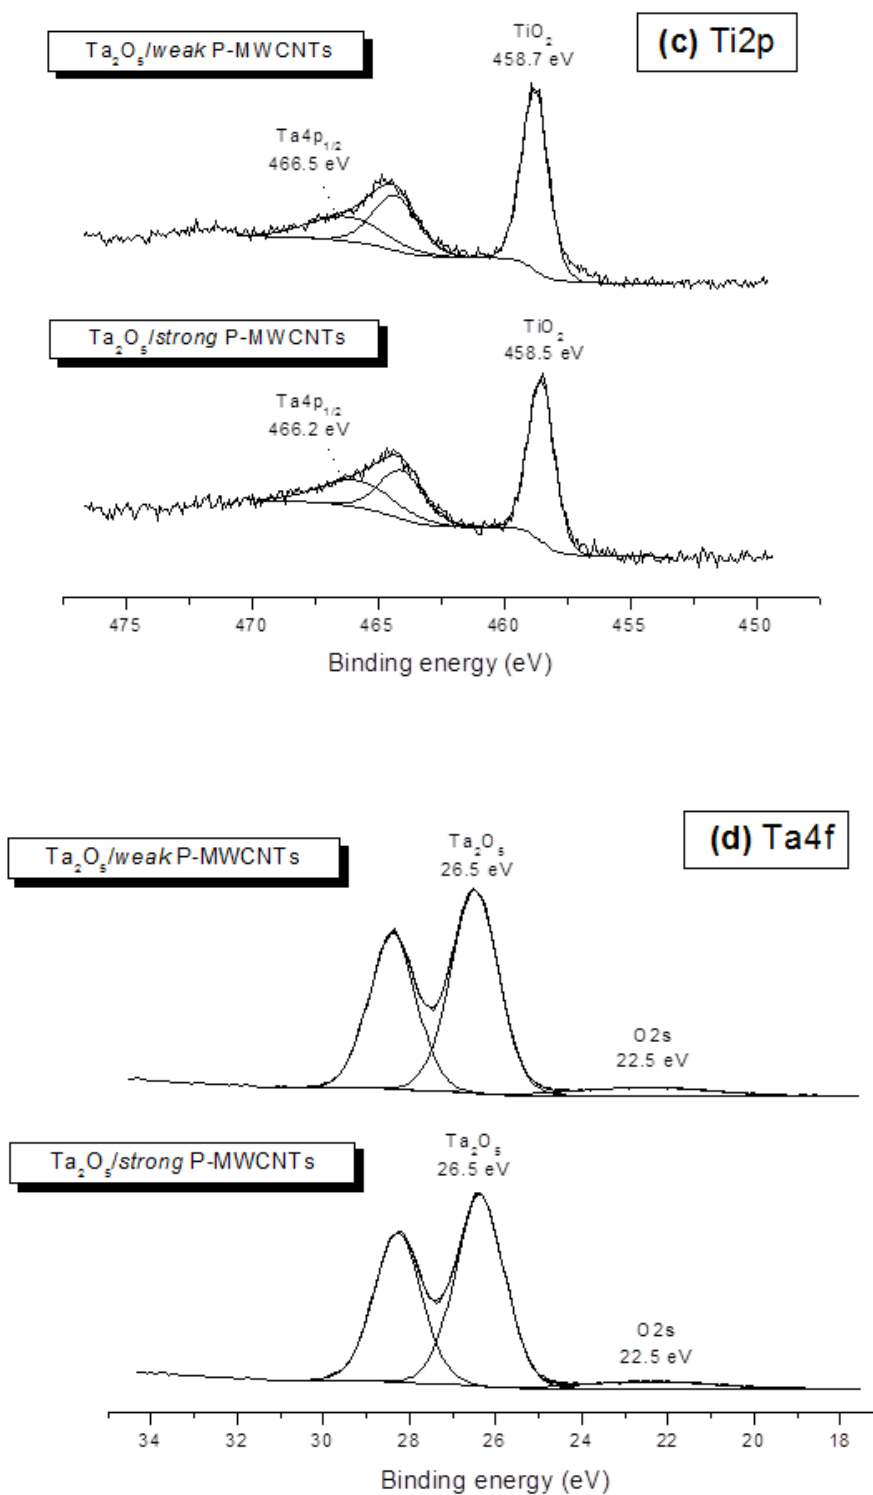 (c) Ti2p
Ta₂O₅/weak P-MWCNTs
TiO₂
458.7 eV
Ta4p₁/₂
466.5 eV
Ta₂O₅/strong P-MWCNTs
TiO₂
458.5 eV
Ta4p₁/₂
466.2 eV
475 470 465 460 455 450
Binding energy (eV)
(d) Ta4f
Ta₂O₅/weak P-MWCNTs
Ta₂O₅
26.5 eV
O2s
22.5 eV
Ta₂O₅/strong P-MWCNTs
Ta₂O₅
26.5 eV
O2s
22.5 eV
34 32 30 28 26 24 22 20 18
Binding energy (eV)